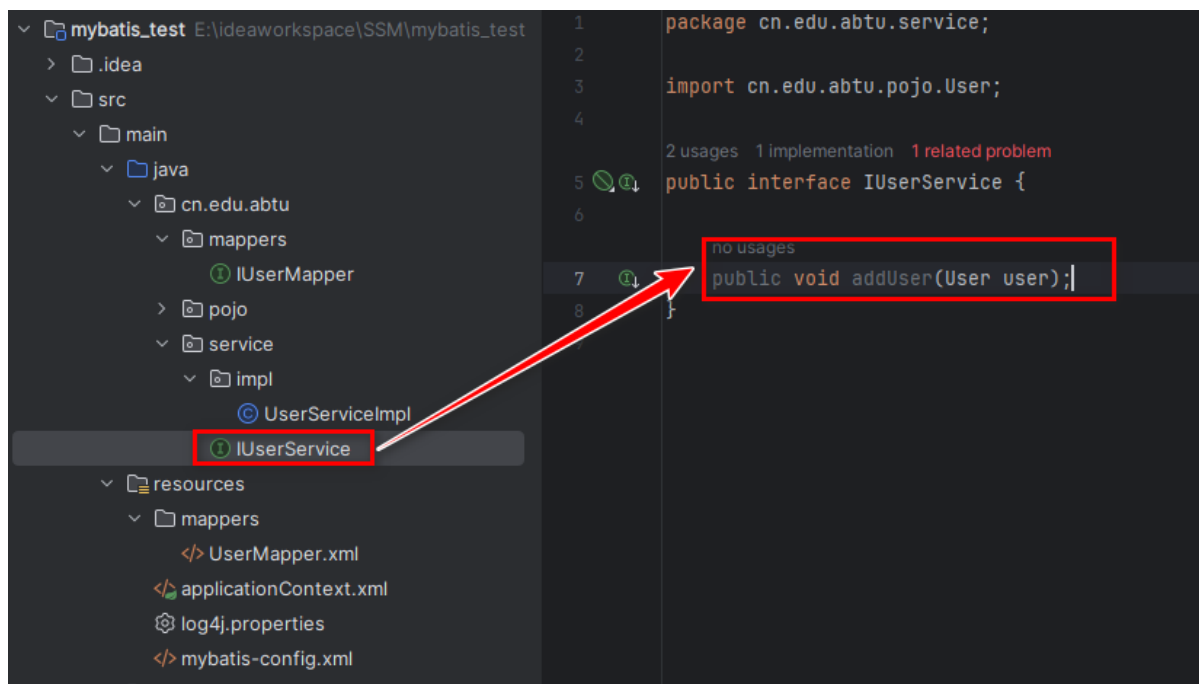 mybatis_test E:\ideaworkspace\SSM\mybatis_test
.idea
src
main
java
cn.edu.abtu
mappers
IUserMapper
pojo
service
impl
UserServiceImpl
IUserService
resources
mappers
UserMapper.xml
applicationContext.xml
log4j.properties
mybatis-config.xml
1 package cn.edu.abtu.service;
2
3 import cn.edu.abtu.pojo.User;
4
2 usages 1 implementation 1 related problem
5 public interface IUserService {
6
no usages
7 public void addUser(User user);
8 }